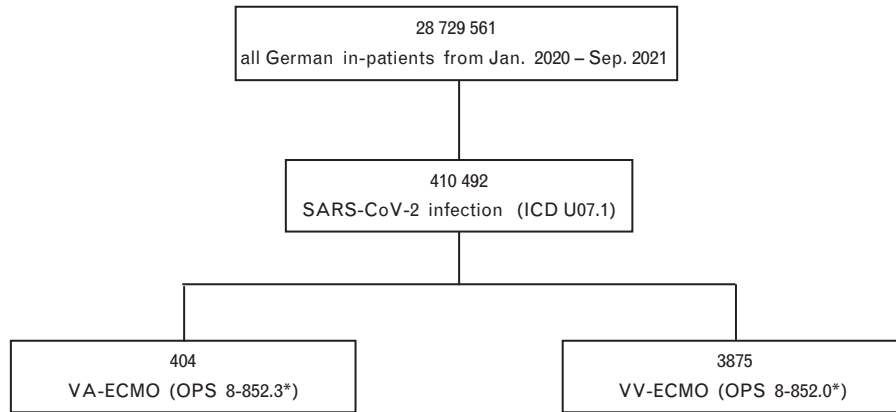 28 729 561
all German in-patients from Jan. 2020 – Sep. 2021
410 492
SARS-CoV-2 infection (ICD U07.1)
404
VA-ECMO (OPS 8-852.3*)
3875
VV-ECMO (OPS 8-852.0*)